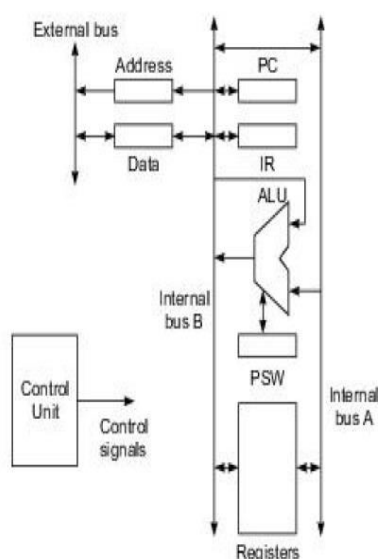 External bus
Address
PC
Data
IR
ALU
Internal
bus B
PSW
Control
Unit
Control
signals
Internal
bus A
Registers